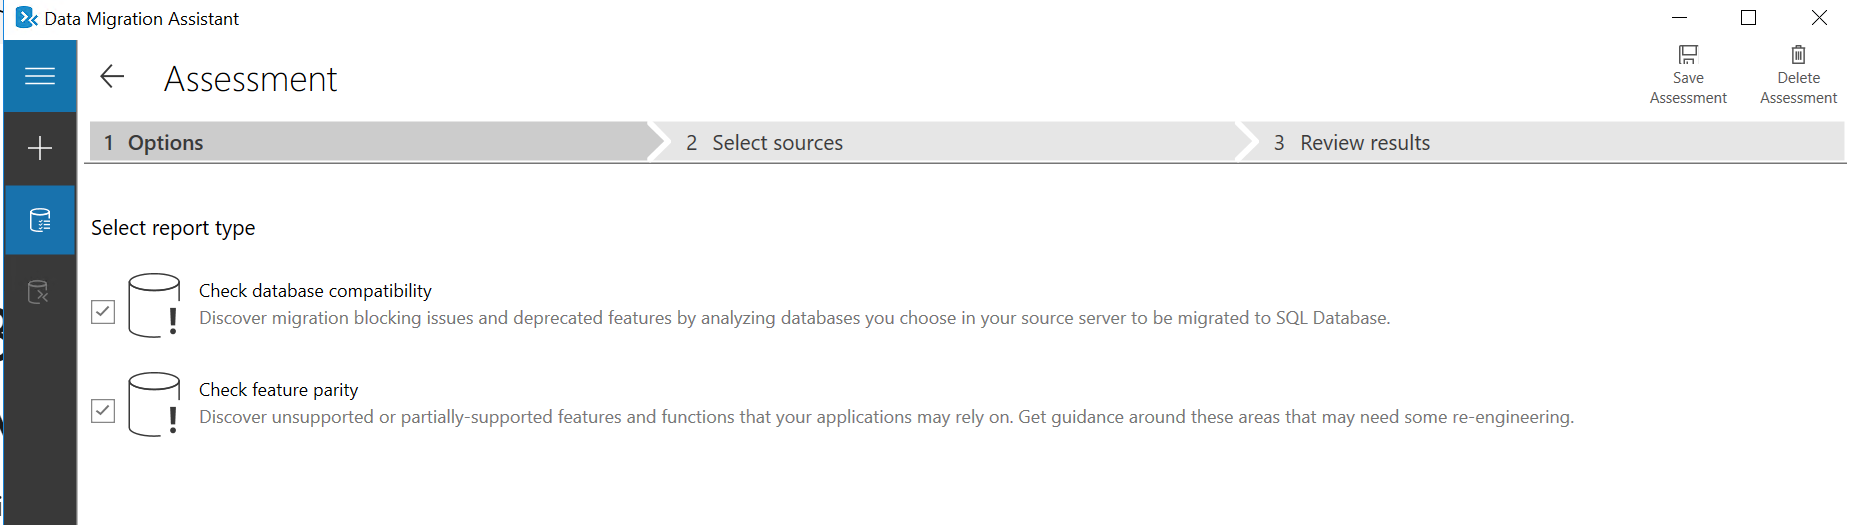 Data Migration Assistant
Assessment
Save
Assessment
Delete
Assessment
1 Options
2 Select sources
3 Review results
Select report type
Check database compatibility
Discover migration blocking issues and deprecated features by analyzing databases you choose in your source server to be migrated to SQL Database.
Check feature parity
Discover unsupported or partially-supported features and functions that your applications may rely on. Get guidance around these areas that may need some re-engineering.